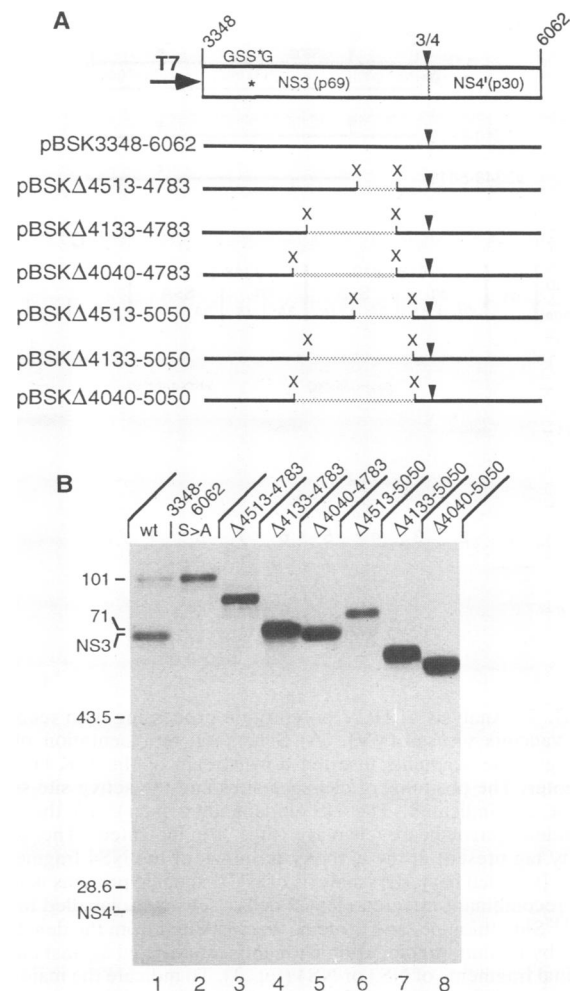 A
3348
6062
GSS*G
3/4
T7
*
NS3 (p69)
NS4'(p30)
pBSK3348-6062
X X
pBSKΔ4513-4783
X X
pBSKΔ4133-4783
X X
pBSKΔ4040-4783
X X
pBSKΔ4513-5050
X X
pBSKΔ4133-5050
X X
pBSKΔ4040-5050
B
wt
3348-
6062
S>A
Δ4513-4783
Δ4133-4783
Δ 4040-4783
Δ4513-5050
Δ4133-5050
Δ4040-5050
101
71
NS3
43.5
28.6
NS4'
1 2 3 4 5 6 7 8